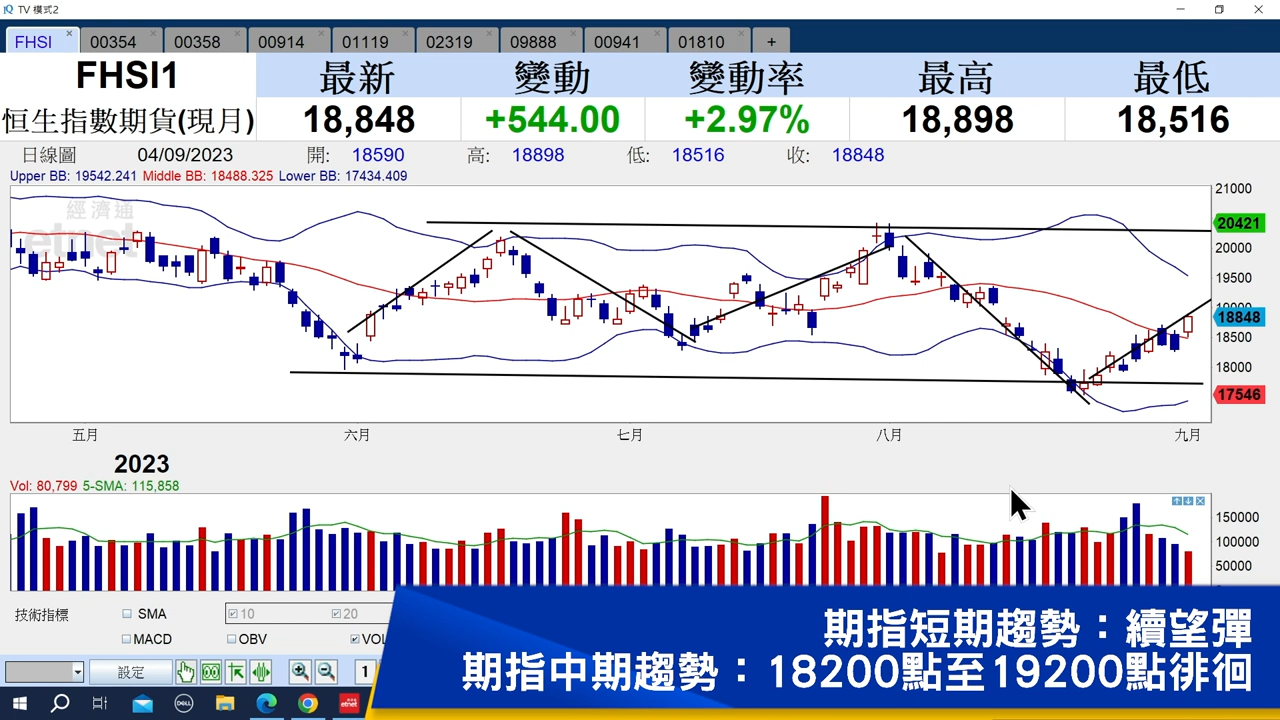 TV 模式2
FHSI 00354 00358 00914 01119 02319 09888 00941 01810 +
FHSI1 最新 變動 變動率 最高 最低
恒生指數期貨(現月) 18,848 +544.00 +2.97% 18,898 18,516
日線圖 04/09/2023 開: 18590 高: 18898 低: 18516 收: 18848
Upper BB: 19542.241 Middle BB: 18488.325 Lower BB: 17434.409
經濟通
etnet
21000
20421
20000
19500
19000
18848
18500
18000
17546
五月 六月 七月 八月 九月
2023
Vol: 80,799 5-SMA: 115,858
150000
100000
50000
技術指標 SMA 10 20
MACD OBV VOL
設定 1
期指短期趨勢：續望彈
期指中期趨勢：18200點至19200點徘徊
DELL
etnet